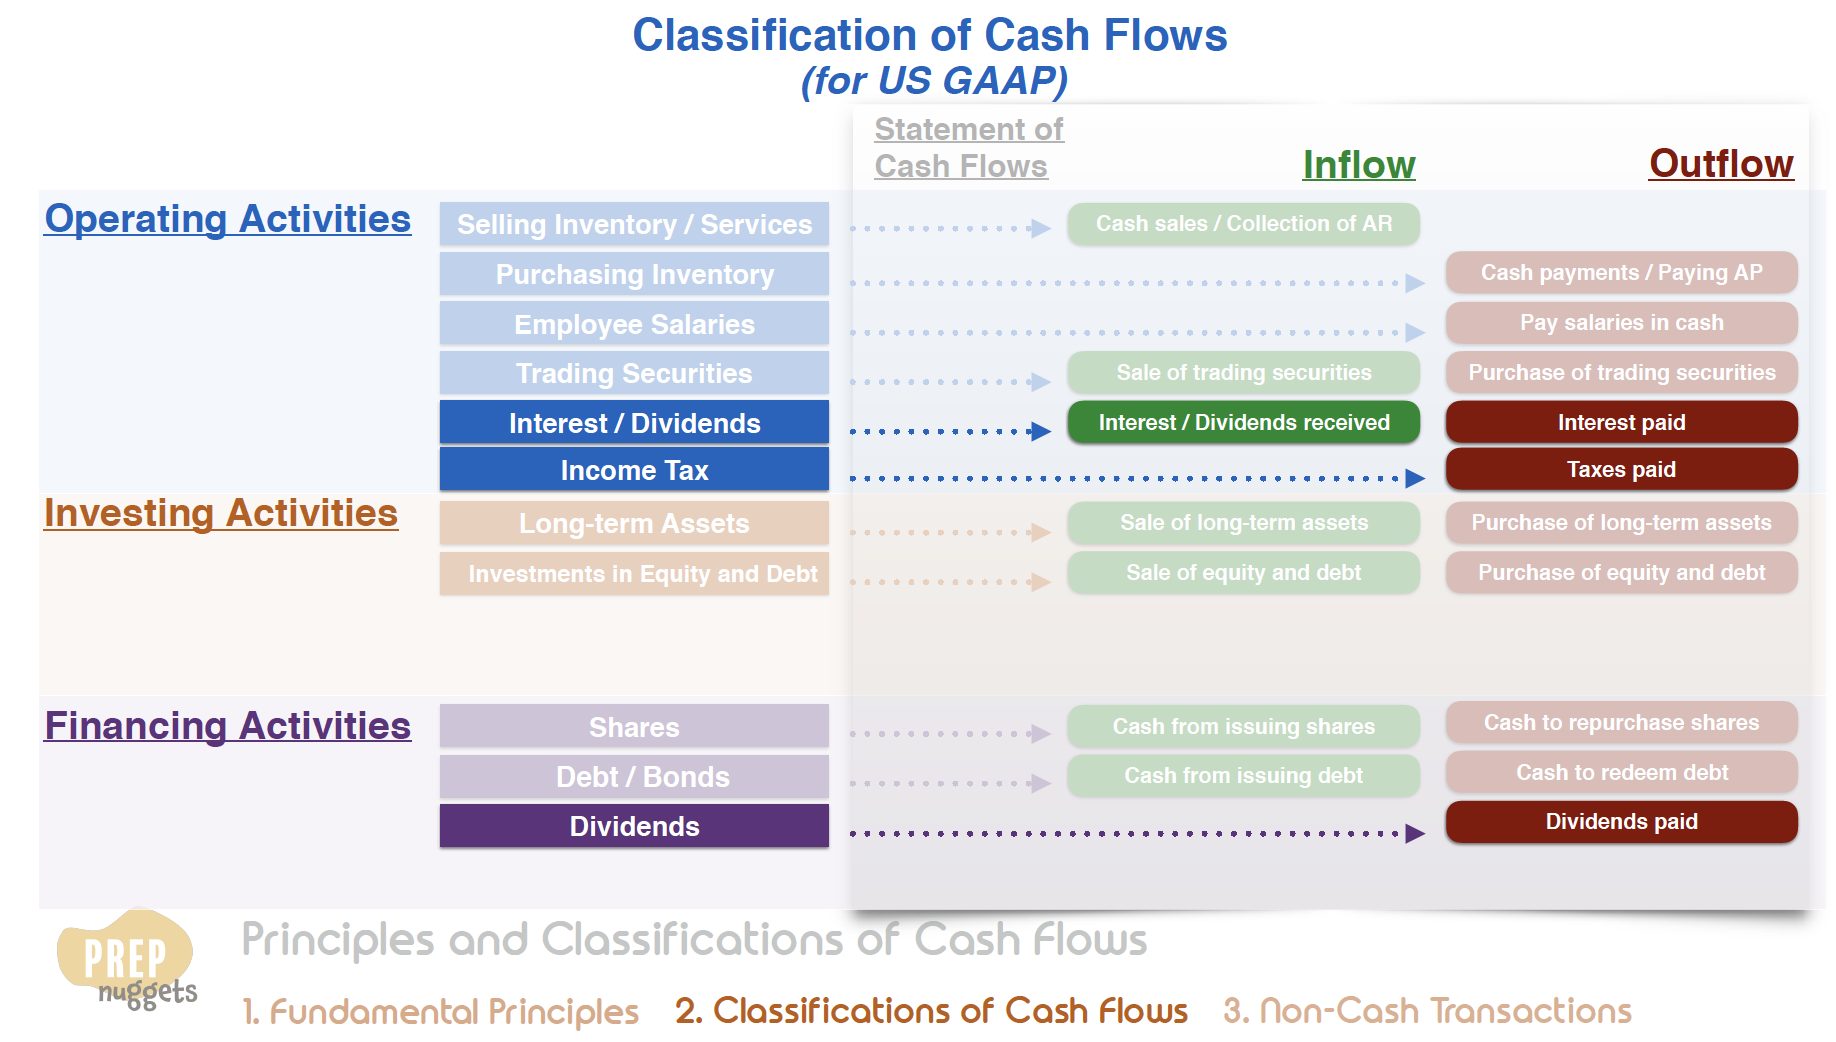 Classification of Cash Flows
(for US GAAP)
Statement of
Cash Flows
Inflow
Outflow
Operating Activities
Selling Inventory / Services
Cash sales / Collection of AR
Purchasing Inventory
Cash payments / Paying AP
Employee Salaries
Pay salaries in cash
Trading Securities
Sale of trading securities
Purchase of trading securities
Interest / Dividends
Interest / Dividends received
Interest paid
Income Tax
Taxes paid
Investing Activities
Long-term Assets
Sale of long-term assets
Purchase of long-term assets
Investments in Equity and Debt
Sale of equity and debt
Purchase of equity and debt
Financing Activities
Shares
Cash from issuing shares
Cash to repurchase shares
Debt / Bonds
Cash from issuing debt
Cash to redeem debt
Dividends
Dividends paid
PREP
nuggets
Principles and Classifications of Cash Flows
1. Fundamental Principles
2. Classifications of Cash Flows
3. Non-Cash Transactions